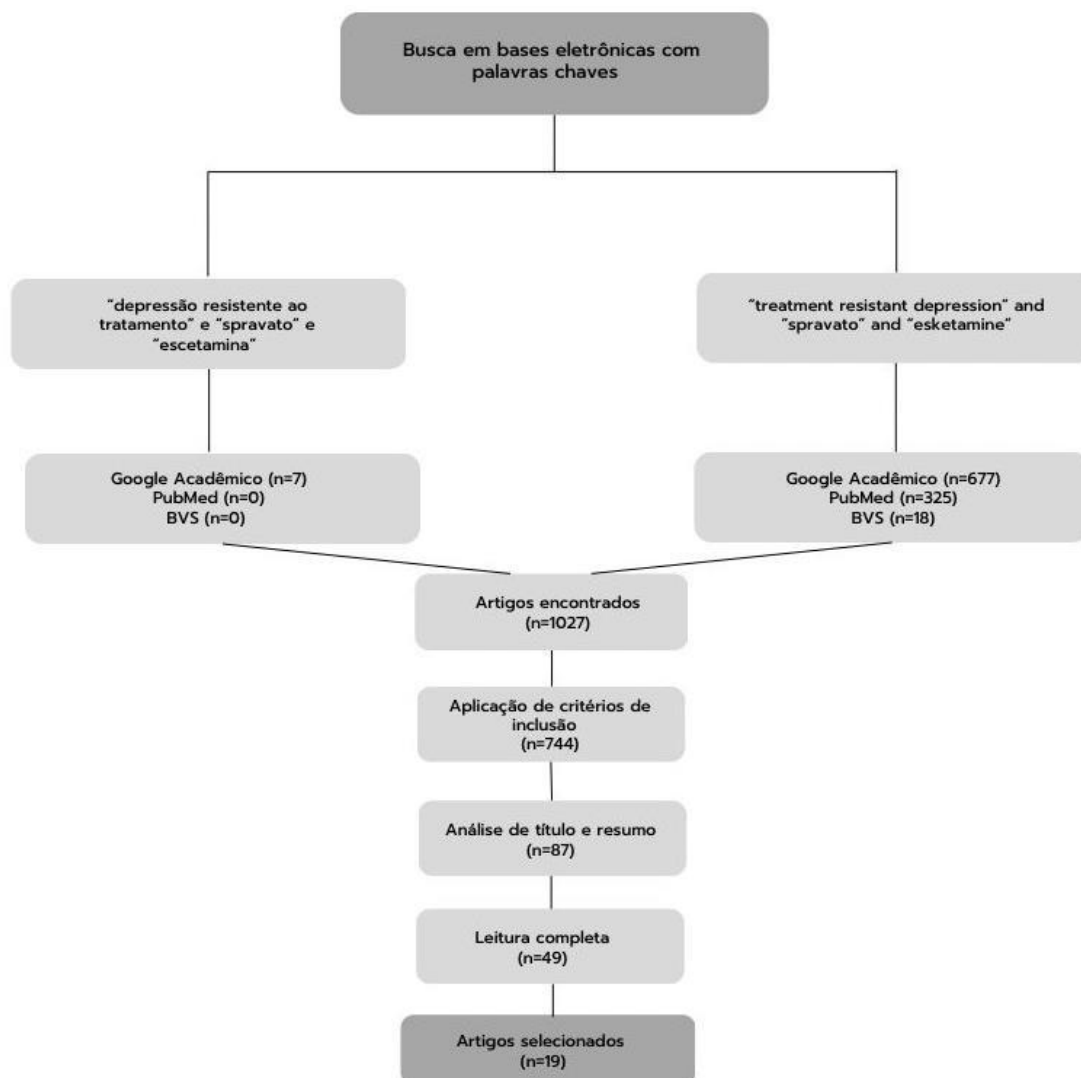 Busca em bases eletrônicas com
palavras chaves
“depressão resistente ao
tratamento” e “spravato” e
“escetamina”
“treatment resistant depression” and
“spravato” and “esketamine”
Google Acadêmico (n=7)
PubMed (n=0)
BVS (n=0)
Google Acadêmico (n=677)
PubMed (n=325)
BVS (n=18)
Artigos encontrados
(n=1027)
Aplicação de critérios de
inclusão
(n=744)
Análise de título e resumo
(n=87)
Leitura completa
(n=49)
Artigos selecionados
(n=19)